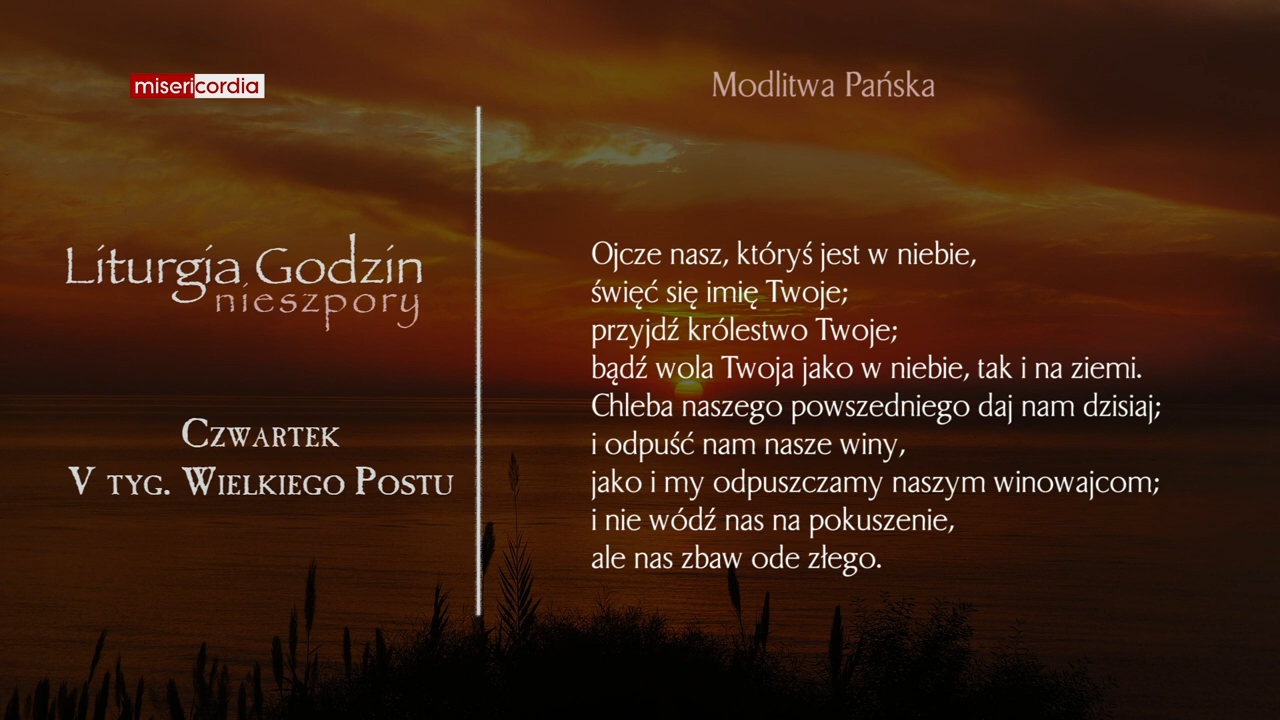 misericordia
Liturgia Godzin
nieszpory
Czwartek
V tyg. Wielkiego Postu
Modlitwa Pańska
Ojcze nasz, któryś jest w niebie,
święć się imię Twoje;
przyjdź królestwo Twoje;
bądź wola Twoja jako w niebie, tak i na ziemi.
Chleba naszego powszedniego daj nam dzisiaj;
i odpuść nam nasze winy,
jako i my odpuszczamy naszym winowajcom;
i nie wódź nas na pokuszenie,
ale nas zbaw ode złego.